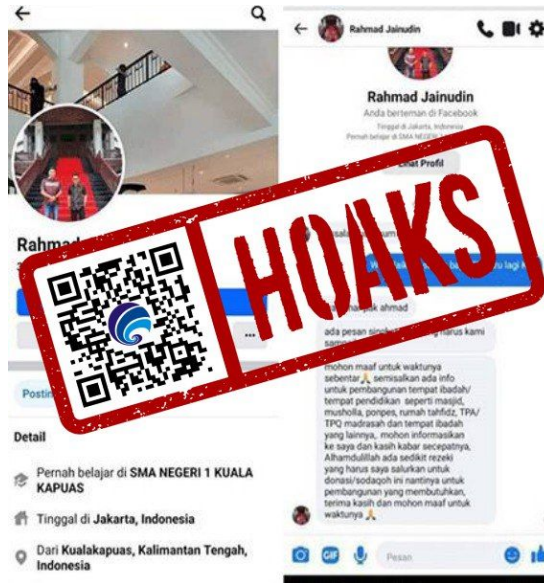 Rahmad Jainudin
Rahmad Jainudin
Anda berteman di Facebook
Tinggal di Jakarta, Indonesia
Pernah belajar di SMA NEGERI
Lihat Profil
HOAKS
ahmad
ada pesan
harus kami
mohon maaf untuk waktunya
sebentar🙏 semisalkan ada info
untuk pembangunan tempat ibadah/
tempat pendidikan seperti masjid,
musholla, ponpes, rumah tahfidz, TPA/
TPQ madrasah dan tempat ibadah
yang lainnya, mohon informasikan
ke saya dan kasih kabar secepatnya,
Alhamdulillah ada sedikit rezeki
yang harus saya salurkan untuk
donasi/sodaqoh ini nantinya untuk
pembangunan yang membutuhkan,
terima kasih dan mohon maaf untuk
waktunya 🙏
GIF
Pesan
Detail
Pernah belajar di SMA NEGERI 1 KUALA
KAPUAS
Tinggal di Jakarta, Indonesia
Dari Kualakapuas, Kalimantan Tengah,
Indonesia